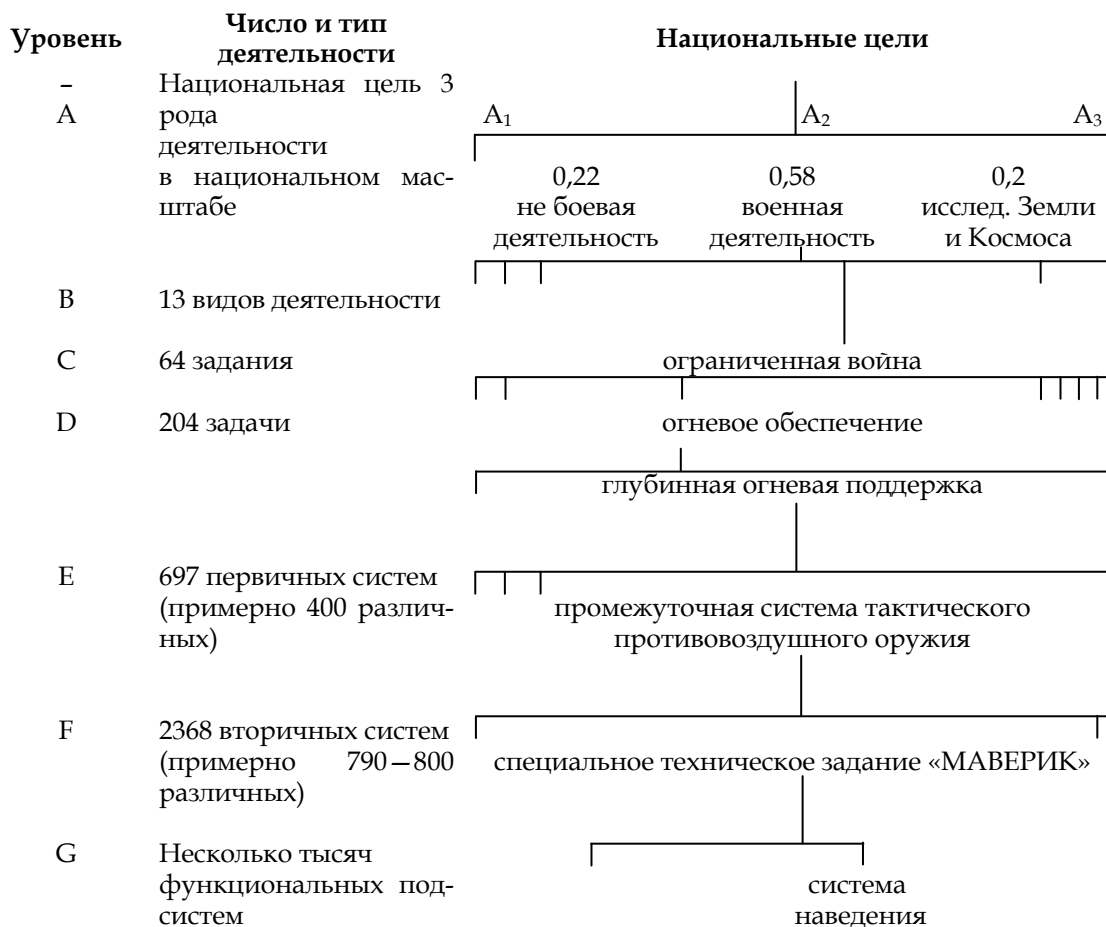 Уровень
Число и тип
деятельности
Национальные цели
–
Национальная цель 3
А
рода
деятельности
в национальном мас-
штабе
А₁
А₂
А₃
0,22
не боевая
деятельность
0,58
военная
деятельность
0,2
исслед. Земли
и Космоса
В
13 видов деятельности
С
64 задания
ограниченная война
D
204 задачи
огневое обеспечение
глубинная огневая поддержка
Е
697 первичных систем
(примерно 400 различ-
ных)
промежуточная система тактического
противовоздушного оружия
F
2368 вторичных систем
(примерно 790—800
различных)
специальное техническое задание «МАВЕРИК»
G
Несколько тысяч
функциональных под-
систем
система
наведения